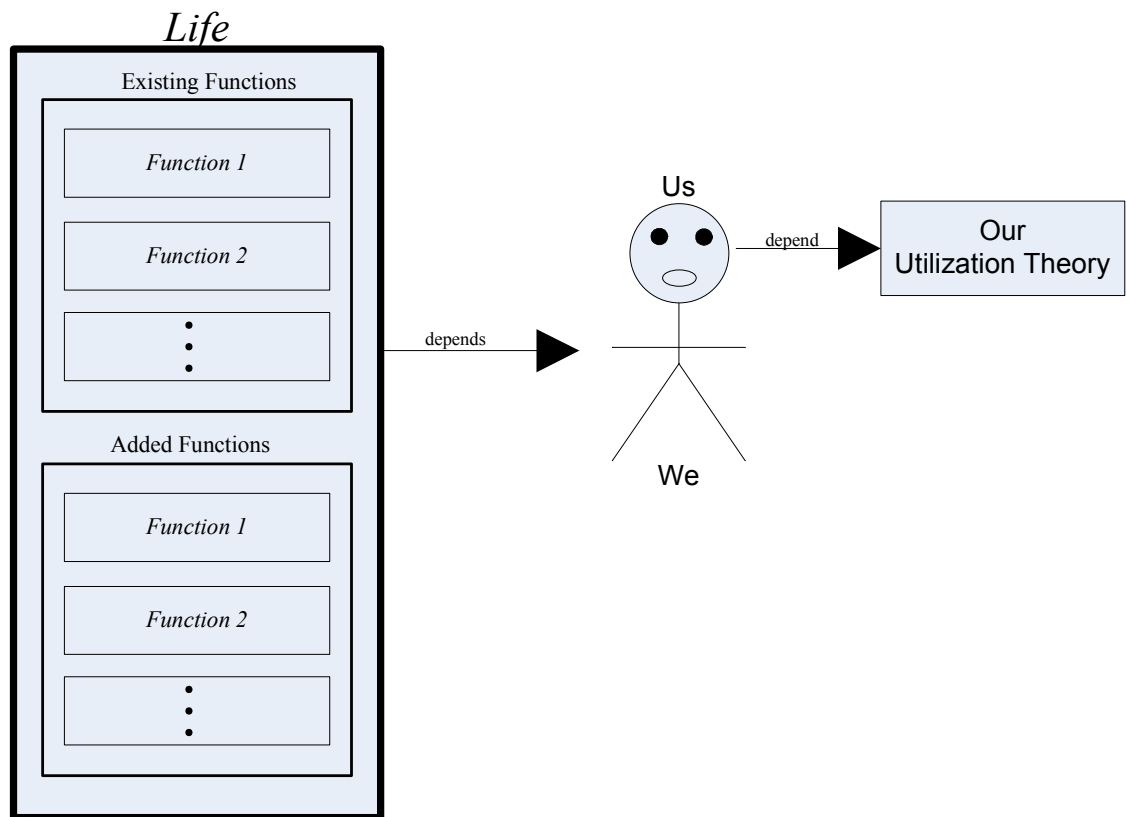 Life
Existing Functions
Function 1
Function 2
Added Functions
Function 1
Function 2
depends
Us
We
depend
Our
Utilization Theory